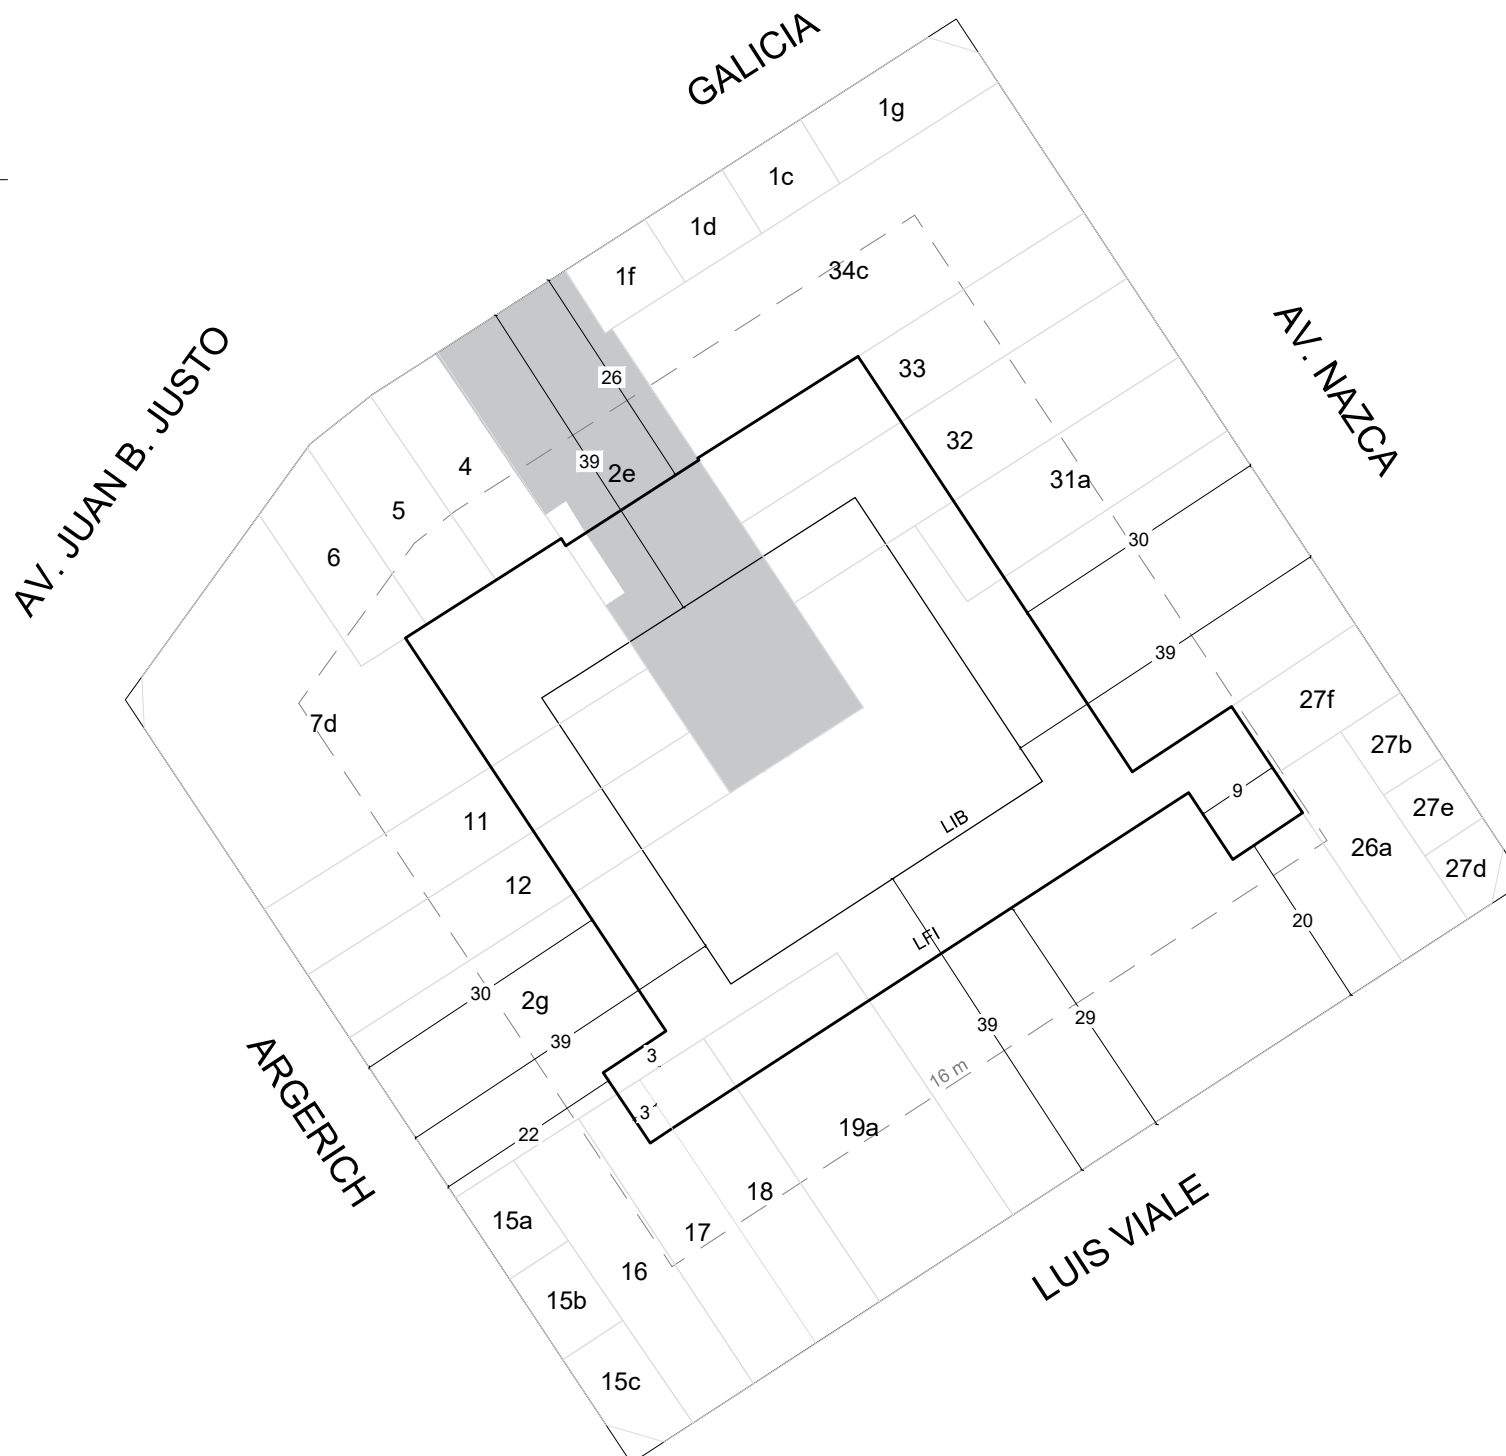 GALICIA
1g
1c
1d
1f
34c
AV. JUAN B. JUSTO
AV. NAZCA
26
33
39
2e
4
32
31a
5
6
30
39
7d
27f
27b
9
27e
11
LIB
26a
27d
12
20
LFI
30
2g
39
29
39
3
16 m
3
ARGERICH
22
19a
18
15a
17
LUIS VIALE
16
15b
15c